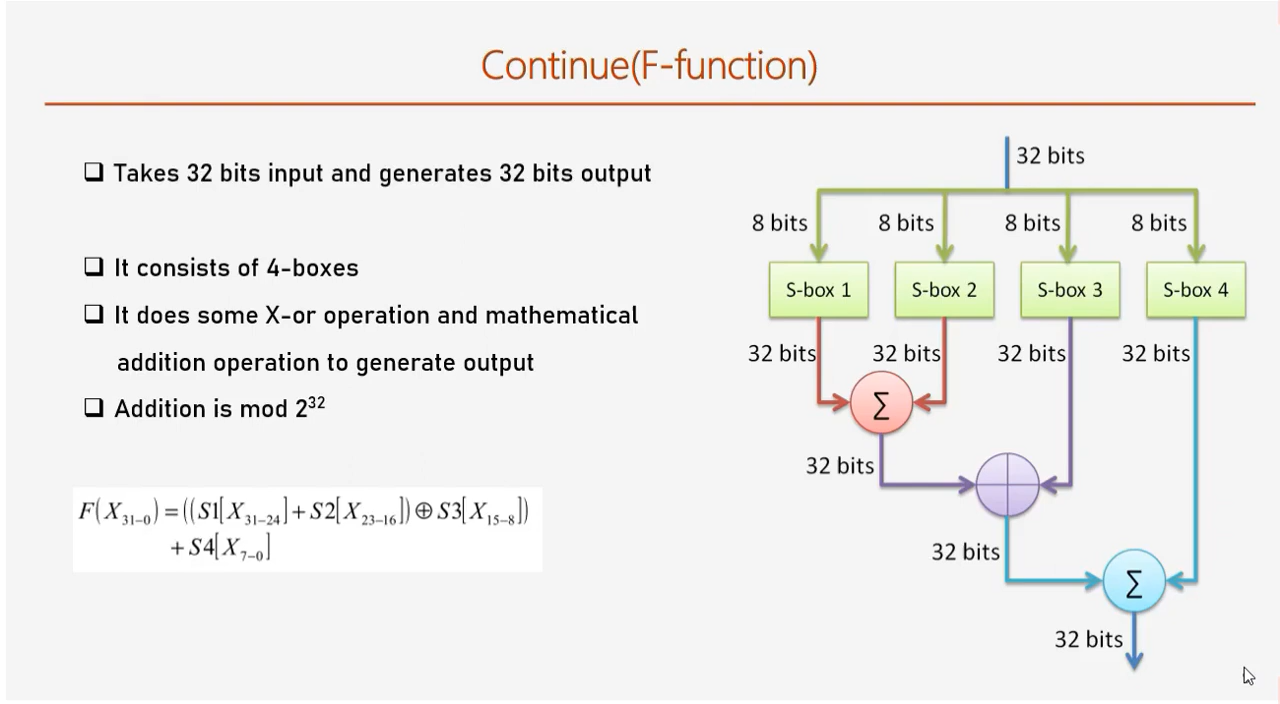 Continue(F-function)
❑ Takes 32 bits input and generates 32 bits output
❑ It consists of 4-boxes
❑ It does some X-or operation and mathematical
addition operation to generate output
❑ Addition is mod 2³²
F(X₃₁₋₀) = ((S1[X₃₁₋₂₄] + S2[X₂₃₋₁₆]) ⊕ S3[X₁₅₋₈])
+ S4[X₇₋₀]
32 bits
8 bits 8 bits 8 bits 8 bits
S-box 1 S-box 2 S-box 3 S-box 4
32 bits 32 bits 32 bits 32 bits
Σ
32 bits
32 bits
Σ
32 bits